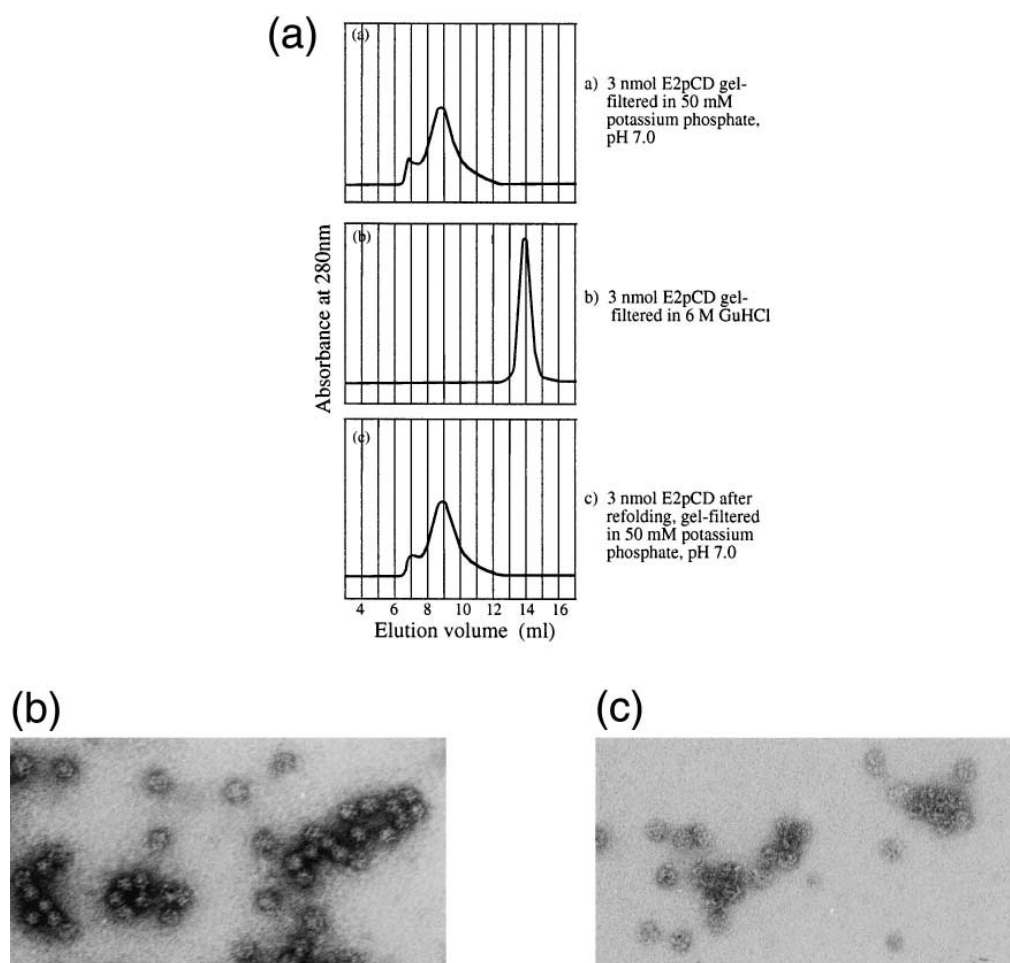 (a)
(a)
a) 3 nmol E2pCD gel-
filtered in 50 mM
potassium phosphate,
pH 7.0
Absorbance at 280nm
(b)
b) 3 nmol E2pCD gel-
filtered in 6 M GuHCl
(c)
c) 3 nmol E2pCD after
refolding, gel-filtered
in 50 mM potassium
phosphate, pH 7.0
4 6 8 10 12 14 16
Elution volume (ml)
(b)
(c)